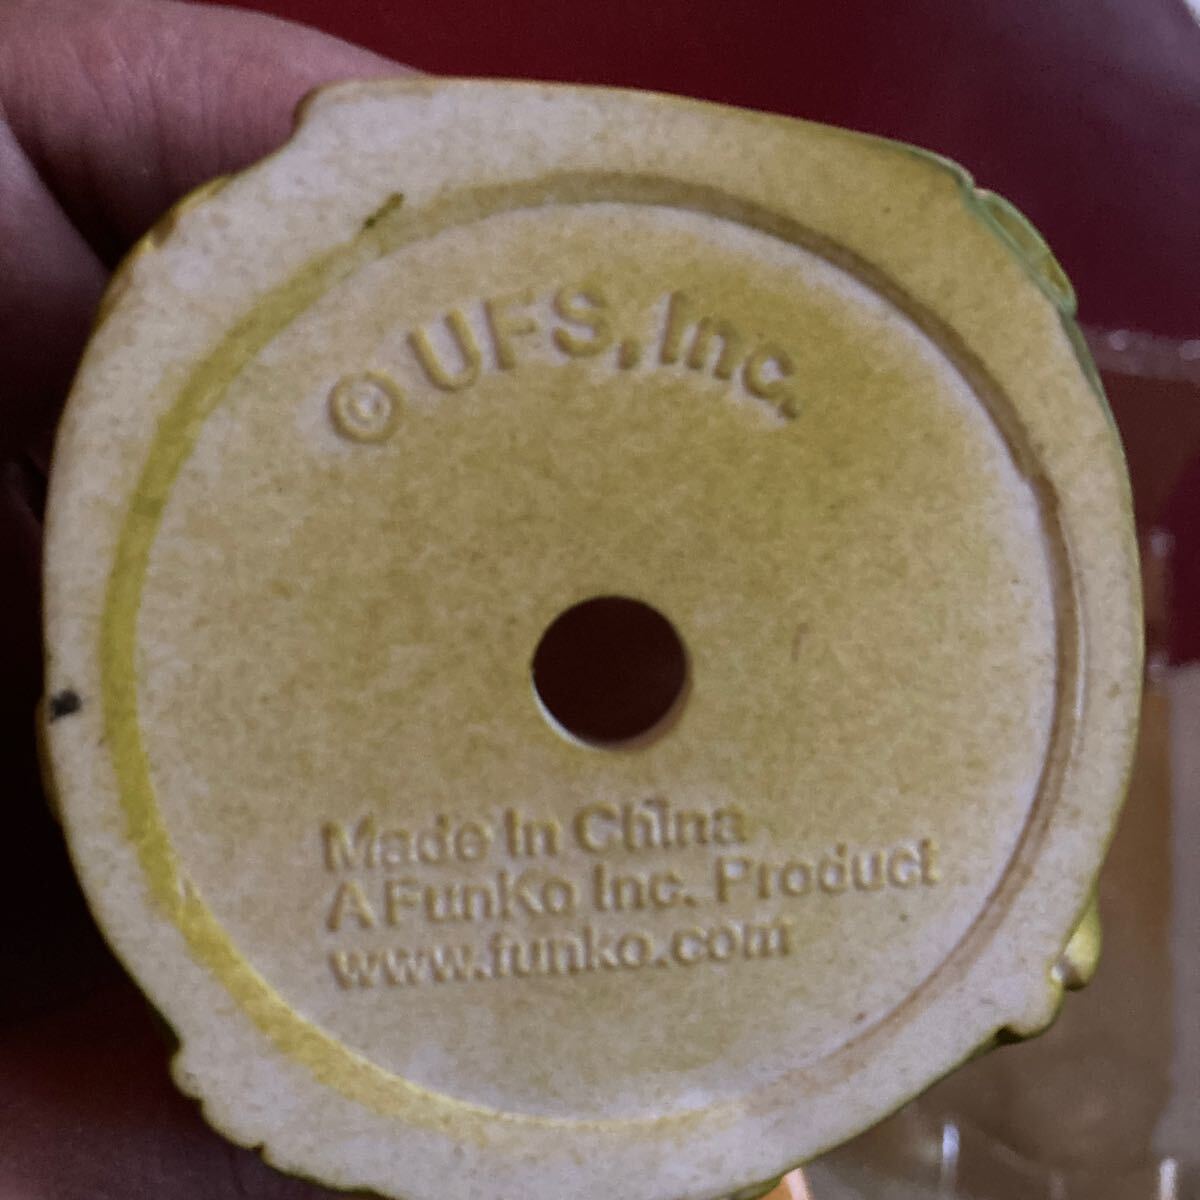 © UFS, Inc.
Made In China
A FunKo Inc. Product
www.funko.com